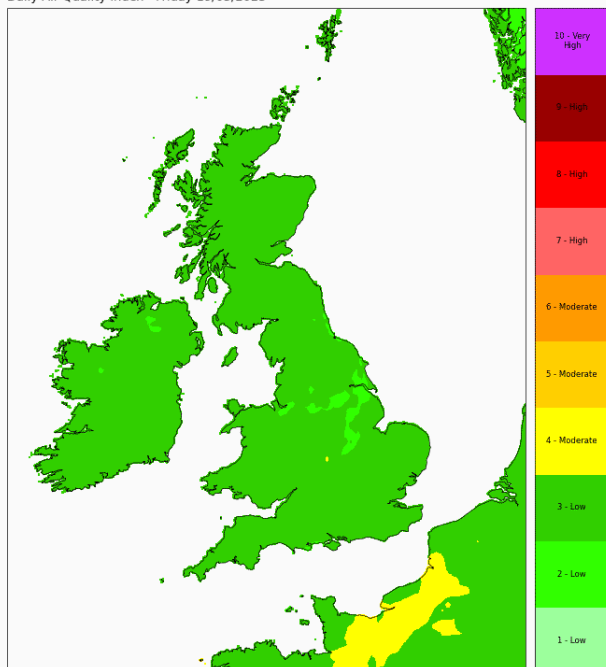 10 - Very
High
9 - High
8 - High
7 - High
6 - Moderate
5 - Moderate
4 - Moderate
3 - Low
2 - Low
1 - Low